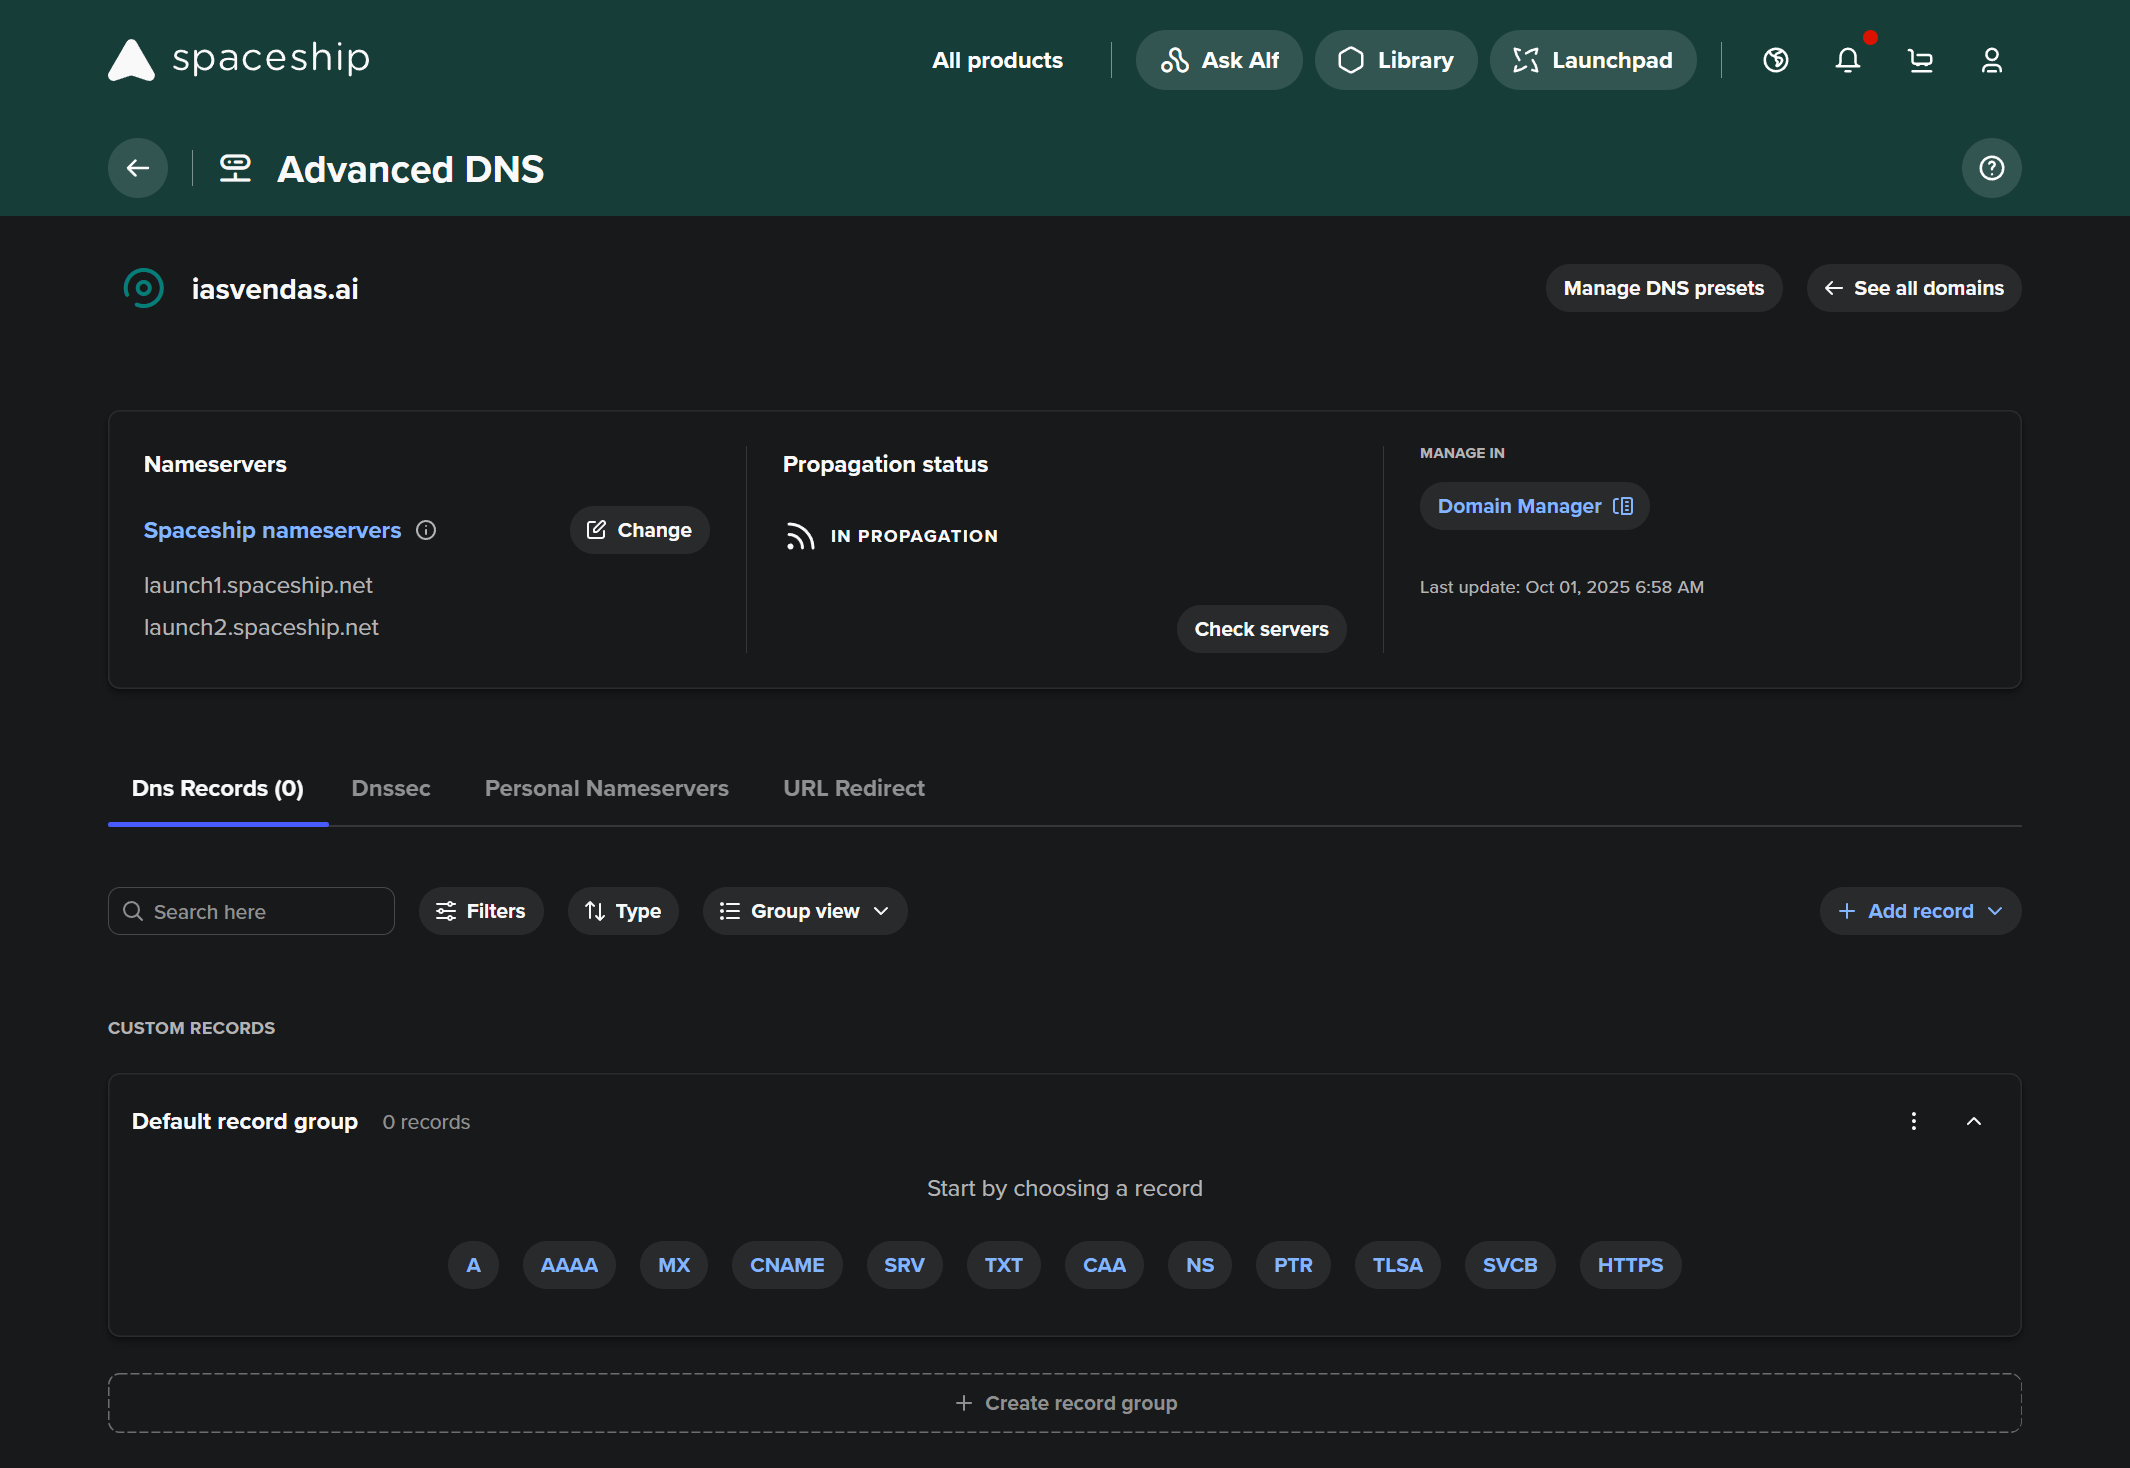 spaceship
All products
Ask Alf
Library
Launchpad
Advanced DNS
iasvendas.ai
Manage DNS presets
See all domains
Nameservers
Spaceship nameservers
Change
launch1.spaceship.net
launch2.spaceship.net
Propagation status
IN PROPAGATION
Check servers
MANAGE IN
Domain Manager
Last update: Oct 01, 2025 6:58 AM
Dns Records (0)
Dnssec
Personal Nameservers
URL Redirect
Search here
Filters
Type
Group view
Add record
CUSTOM RECORDS
Default record group
0 records
Start by choosing a record
A
AAAA
MX
CNAME
SRV
TXT
CAA
NS
PTR
TLSA
SVCB
HTTPS
Create record group